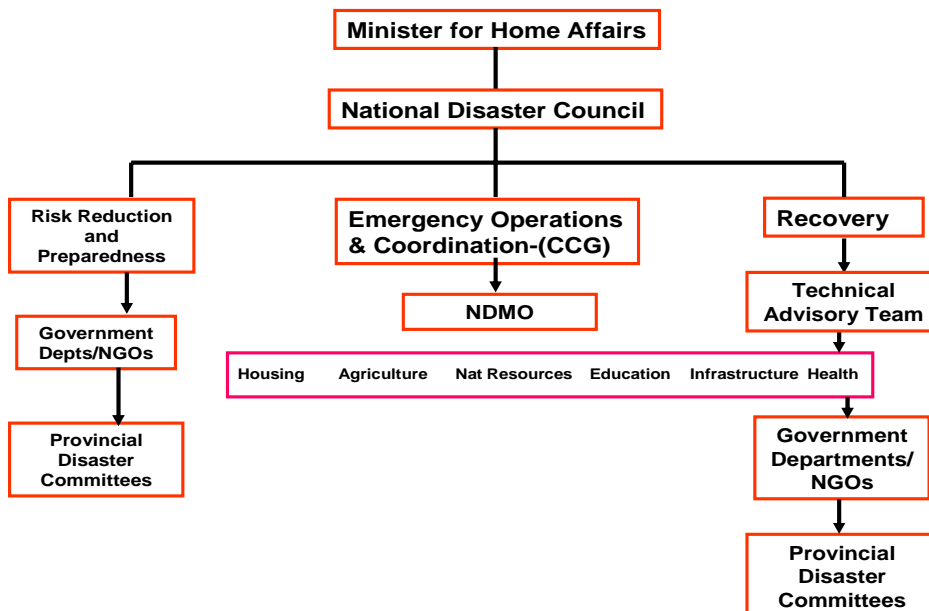 Minister for Home Affairs
National Disaster Council
Risk Reduction
and
Preparedness
Emergency Operations
& Coordination-(CCG)
Recovery
Government
Depts/NGOs
NDMO
Technical
Advisory Team
Housing Agriculture Nat Resources Education Infrastructure Health
Provincial
Disaster
Committees
Government
Departments/
NGOs
Provincial
Disaster
Committees